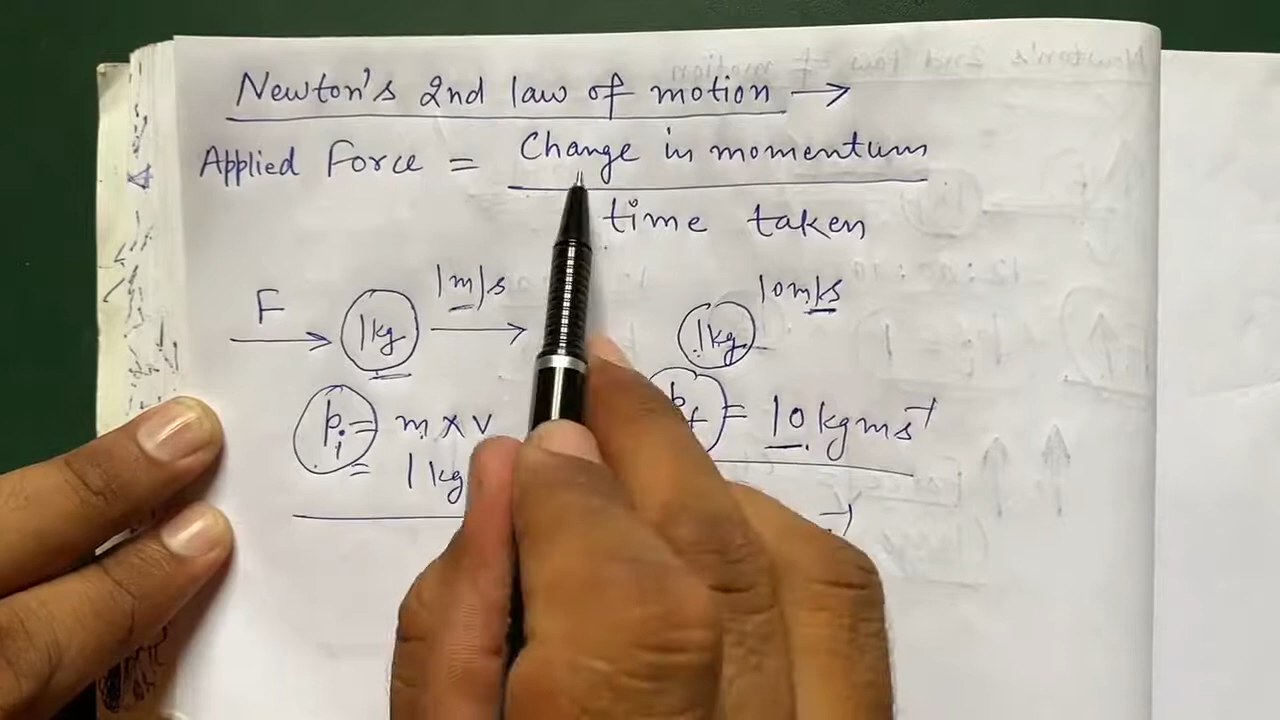 Newton's 2nd law of motion →
Applied Force = Change in momentum
time taken
F 1kg 1m/s 1kg 10m/s
pi = m x v = 10 kgms⁻¹
= 1kg